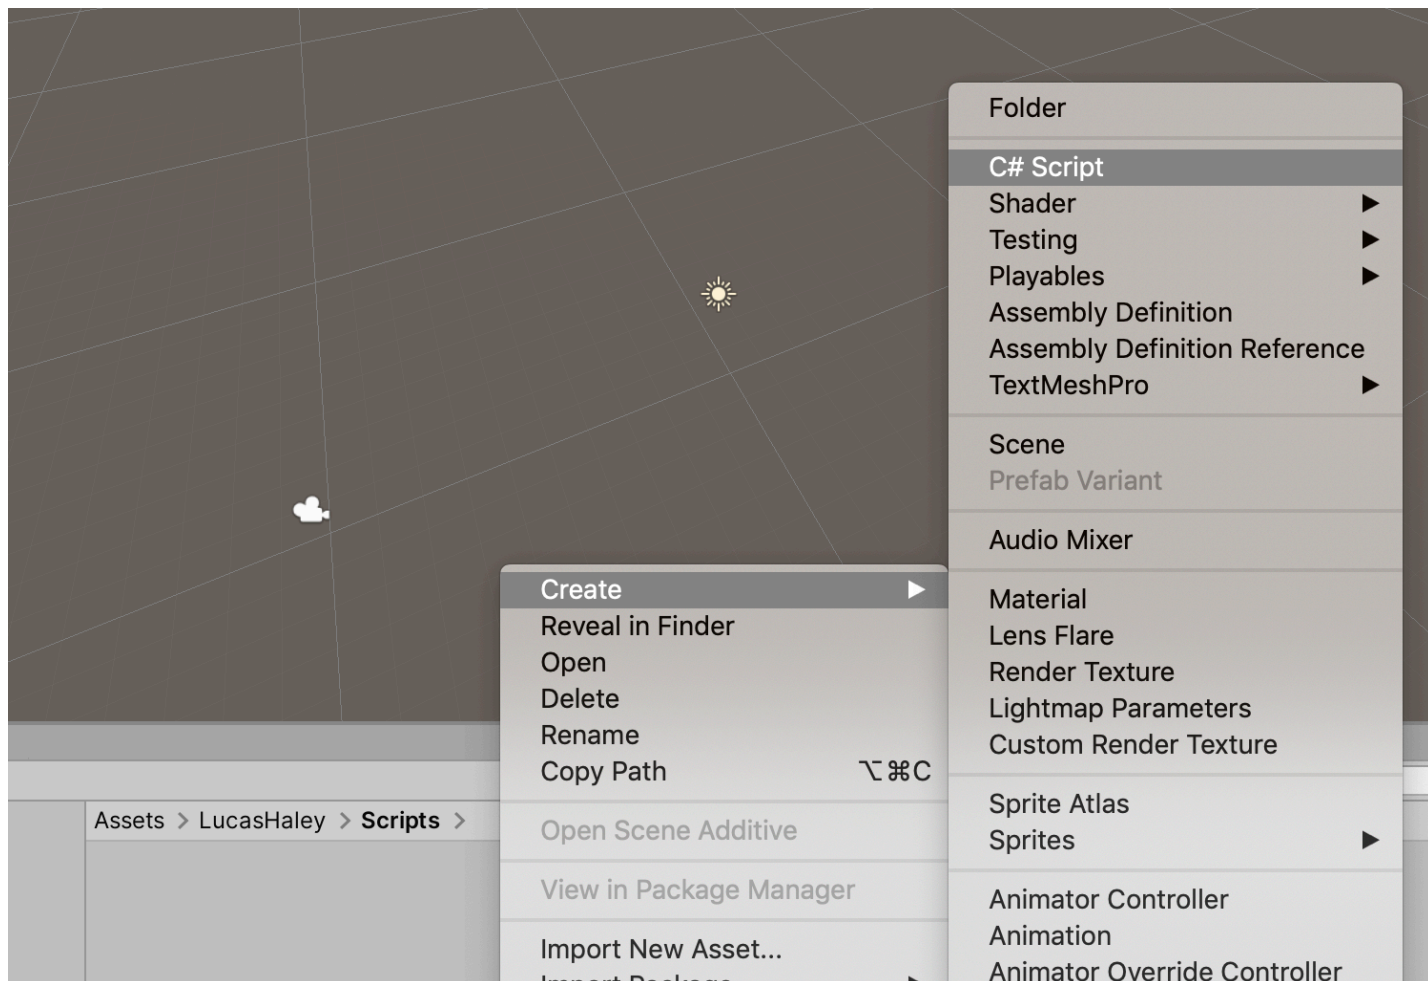 Folder
C# Script
Shader
Testing
Playables
Assembly Definition
Assembly Definition Reference
TextMeshPro
Scene
Prefab Variant
Audio Mixer
Material
Lens Flare
Render Texture
Lightmap Parameters
Custom Render Texture
Sprite Atlas
Sprites
Animator Controller
Animation
Animator Override Controller
Create
Reveal in Finder
Open
Delete
Rename
Copy Path ⌥⌘C
Open Scene Additive
View in Package Manager
Import New Asset...
Import Package
Assets > LucasHaley > Scripts >